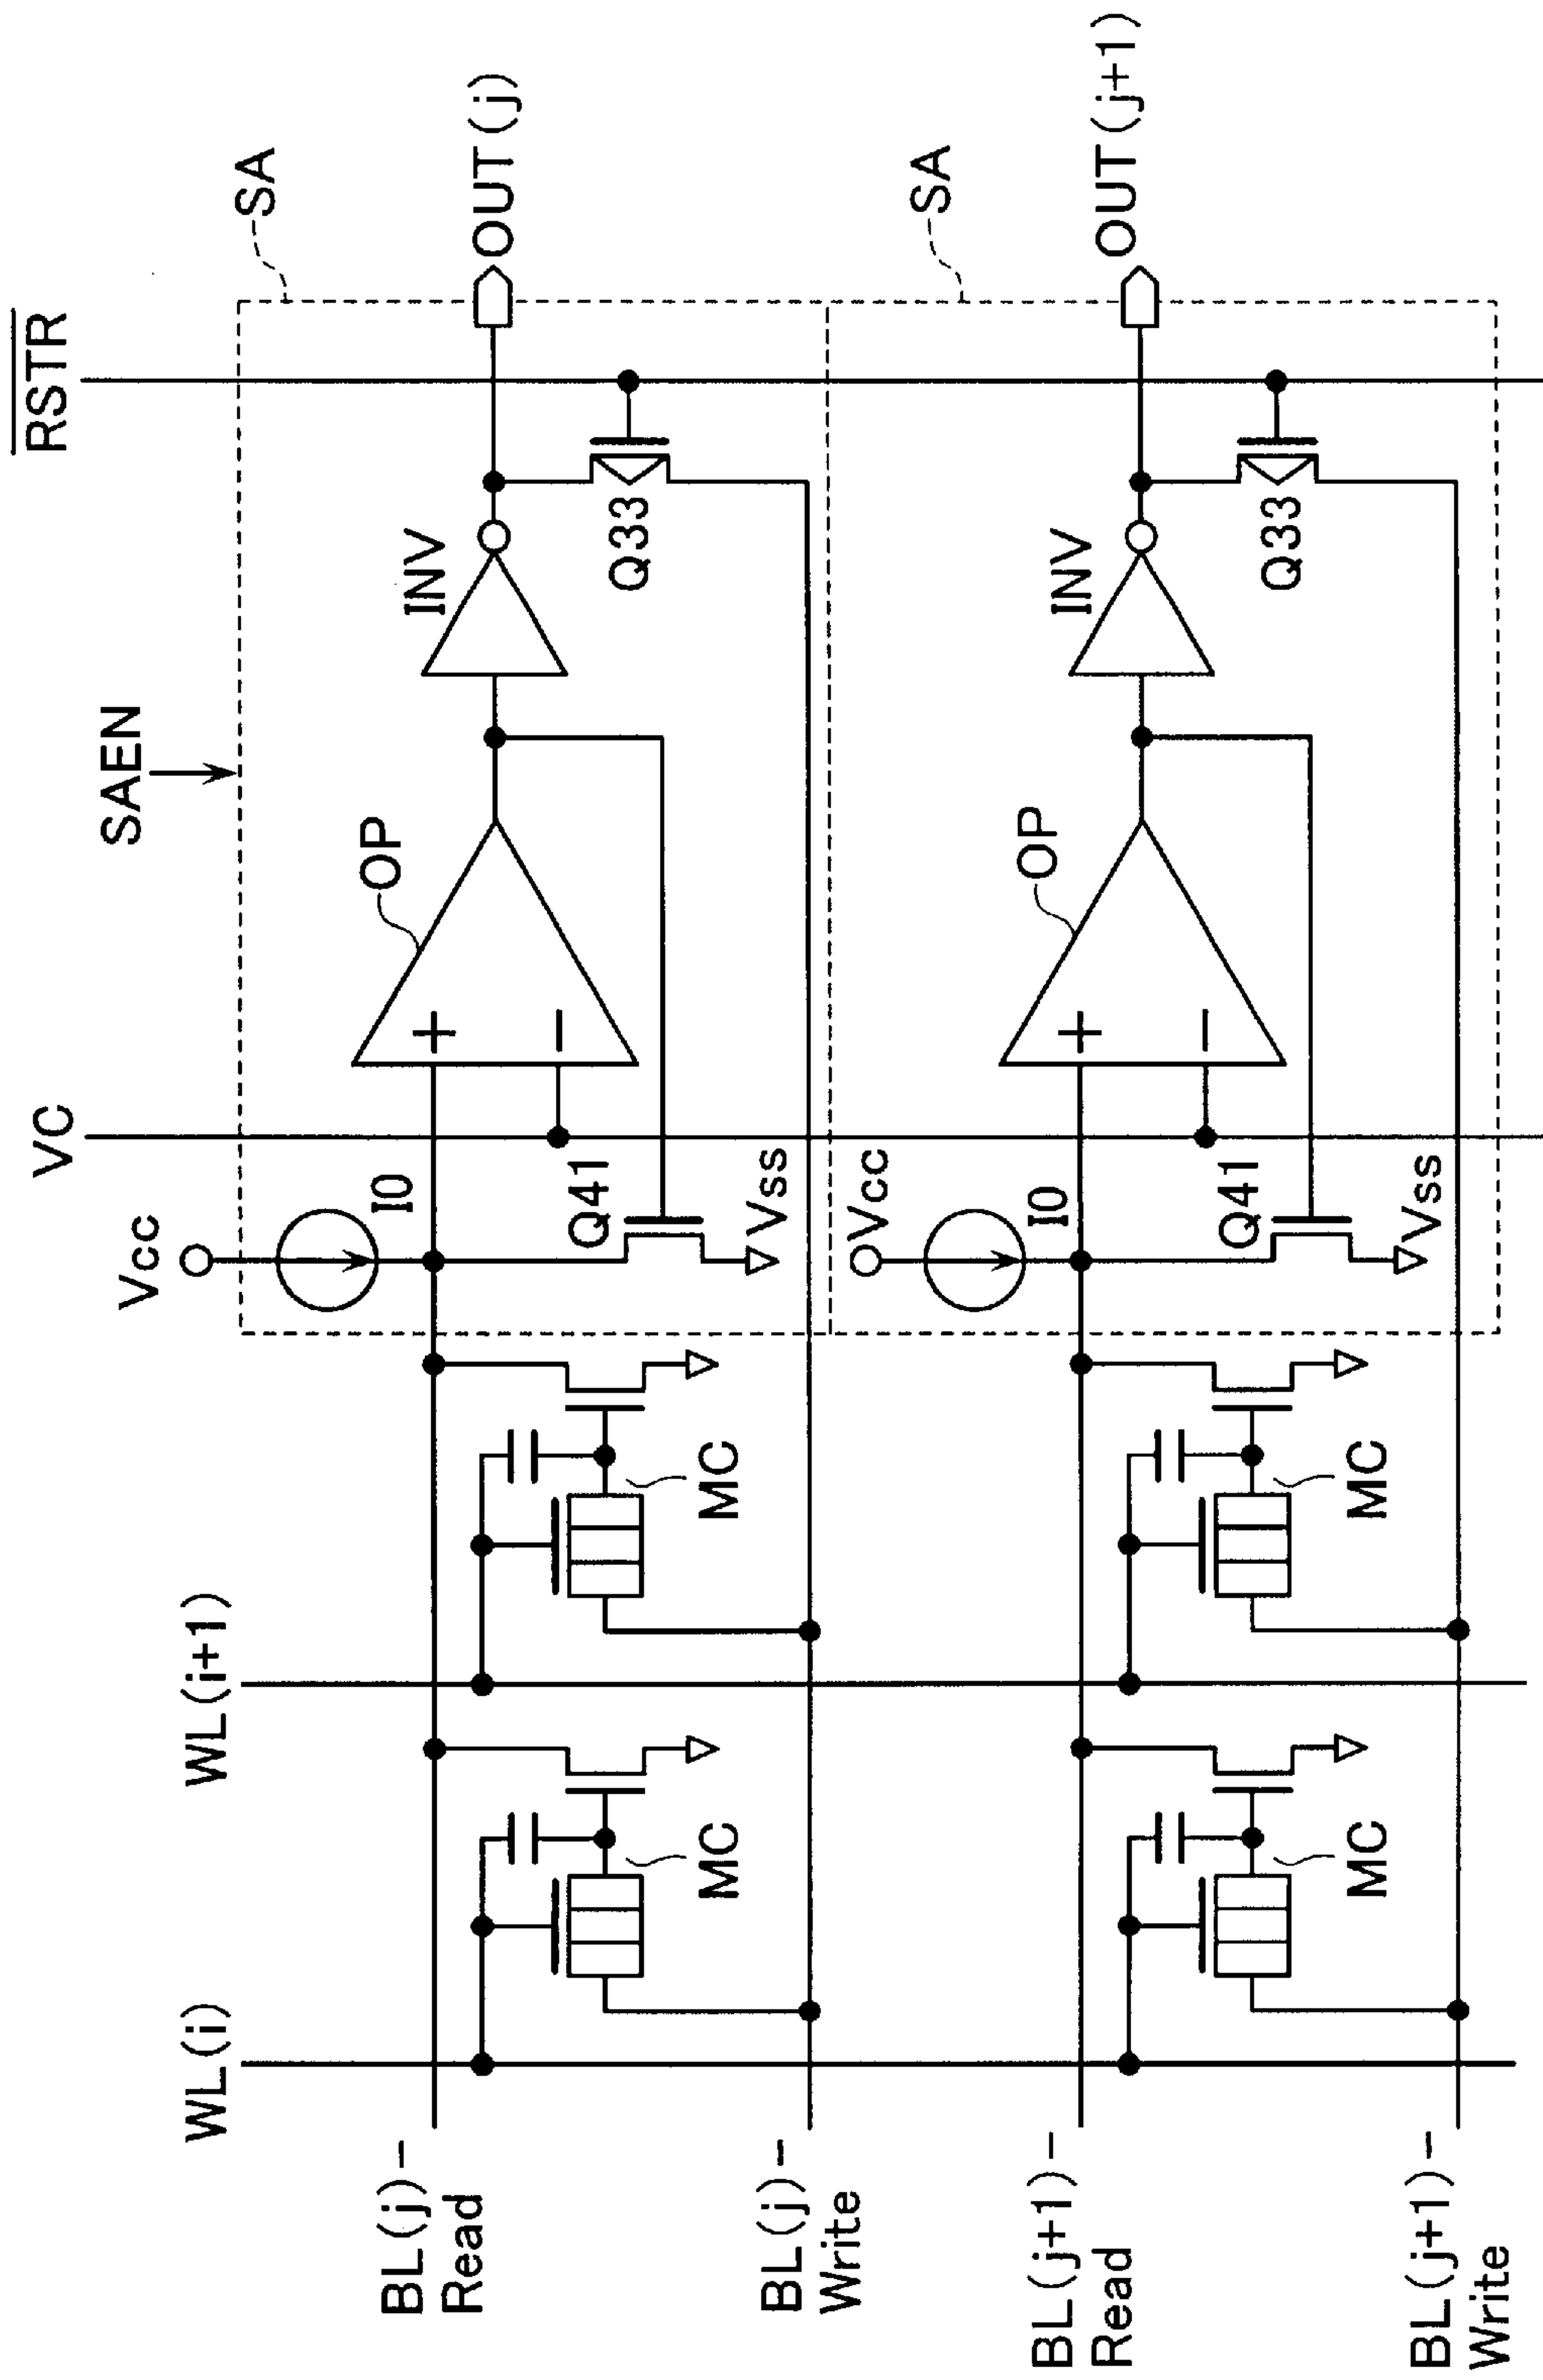 WL(i)
WL(i+1)
Vcc
VC
SAEN
RSTR
SA
OUT(j)
INV
OP
+
−
I0
Q41
Vss
Q33
MC
MC
BL(j)-
Read
BL(j)-
Write
Vcc
SA
OUT(j+1)
INV
OP
+
−
I0
Q41
Vss
Q33
MC
MC
BL(j+1)-
Read
BL(j+1)-
Write